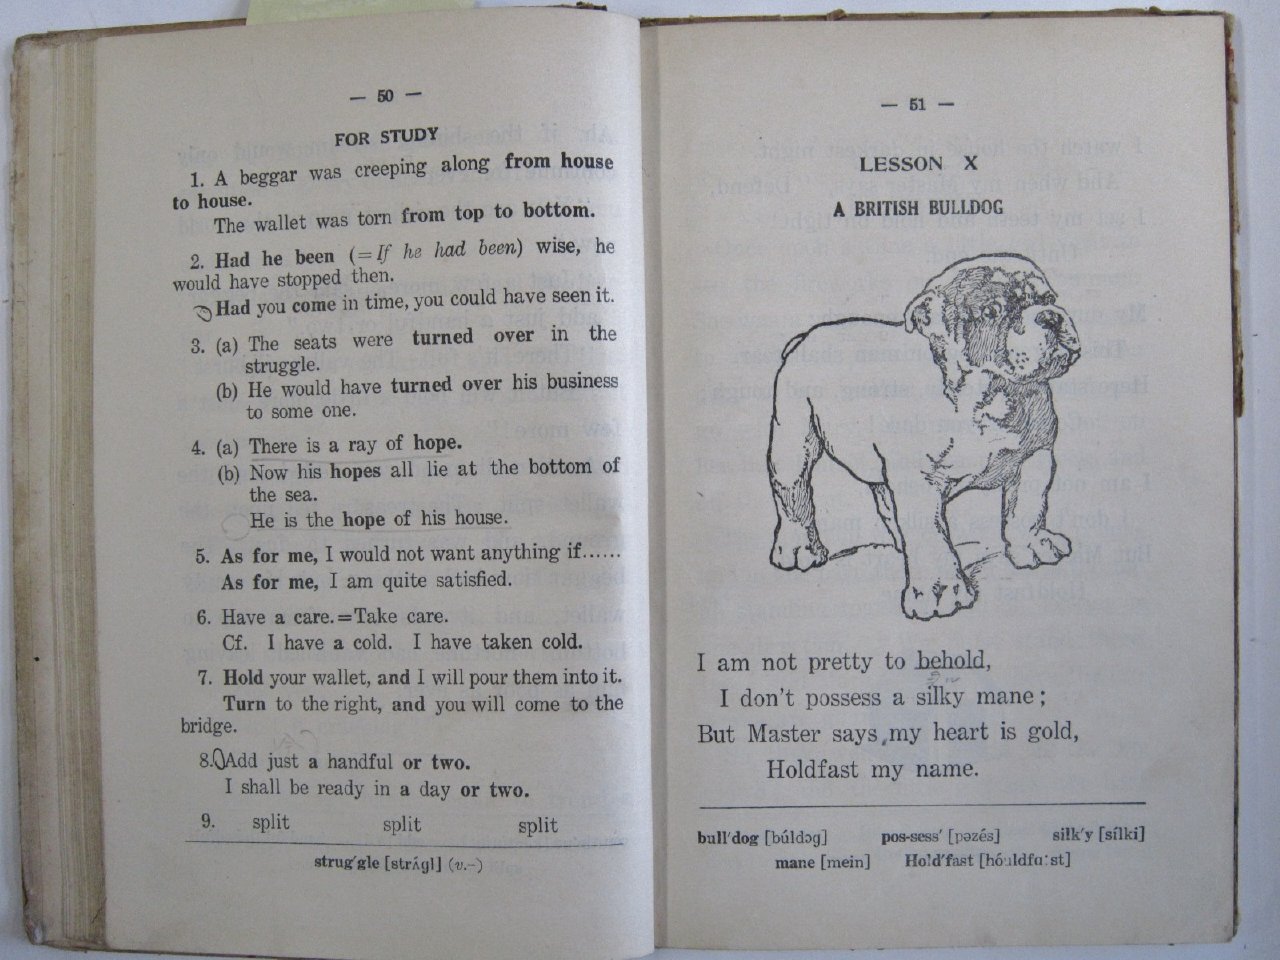 — 50 —
FOR STUDY
1. A beggar was creeping along from house
to house.
The wallet was torn from top to bottom.
2. Had he been (=If he had been) wise, he
would have stopped then.
Had you come in time, you could have seen it.
3. (a) The seats were turned over in the
struggle.
(b) He would have turned over his business
to some one.
4. (a) There is a ray of hope.
(b) Now his hopes all lie at the bottom of
the sea.
He is the hope of his house.
5. As for me, I would not want anything if......
As for me, I am quite satisfied.
6. Have a care.=Take care.
Cf. I have a cold. I have taken cold.
7. Hold your wallet, and I will pour them into it.
Turn to the right, and you will come to the
bridge.
8. Add just a handful or two.
I shall be ready in a day or two.
9. split split split
strug′gle [strʌ́gl] (v.–)
— 51 —
LESSON X
A BRITISH BULLDOG
I am not pretty to behold,
I don't possess a silky mane;
But Master says, my heart is gold,
Holdfast my name.
bull′dog [búldɔg] pos-sess′ [pəzés] silk′y [sílki]
mane [mein] Hold′fast [hóuldfɑːst]